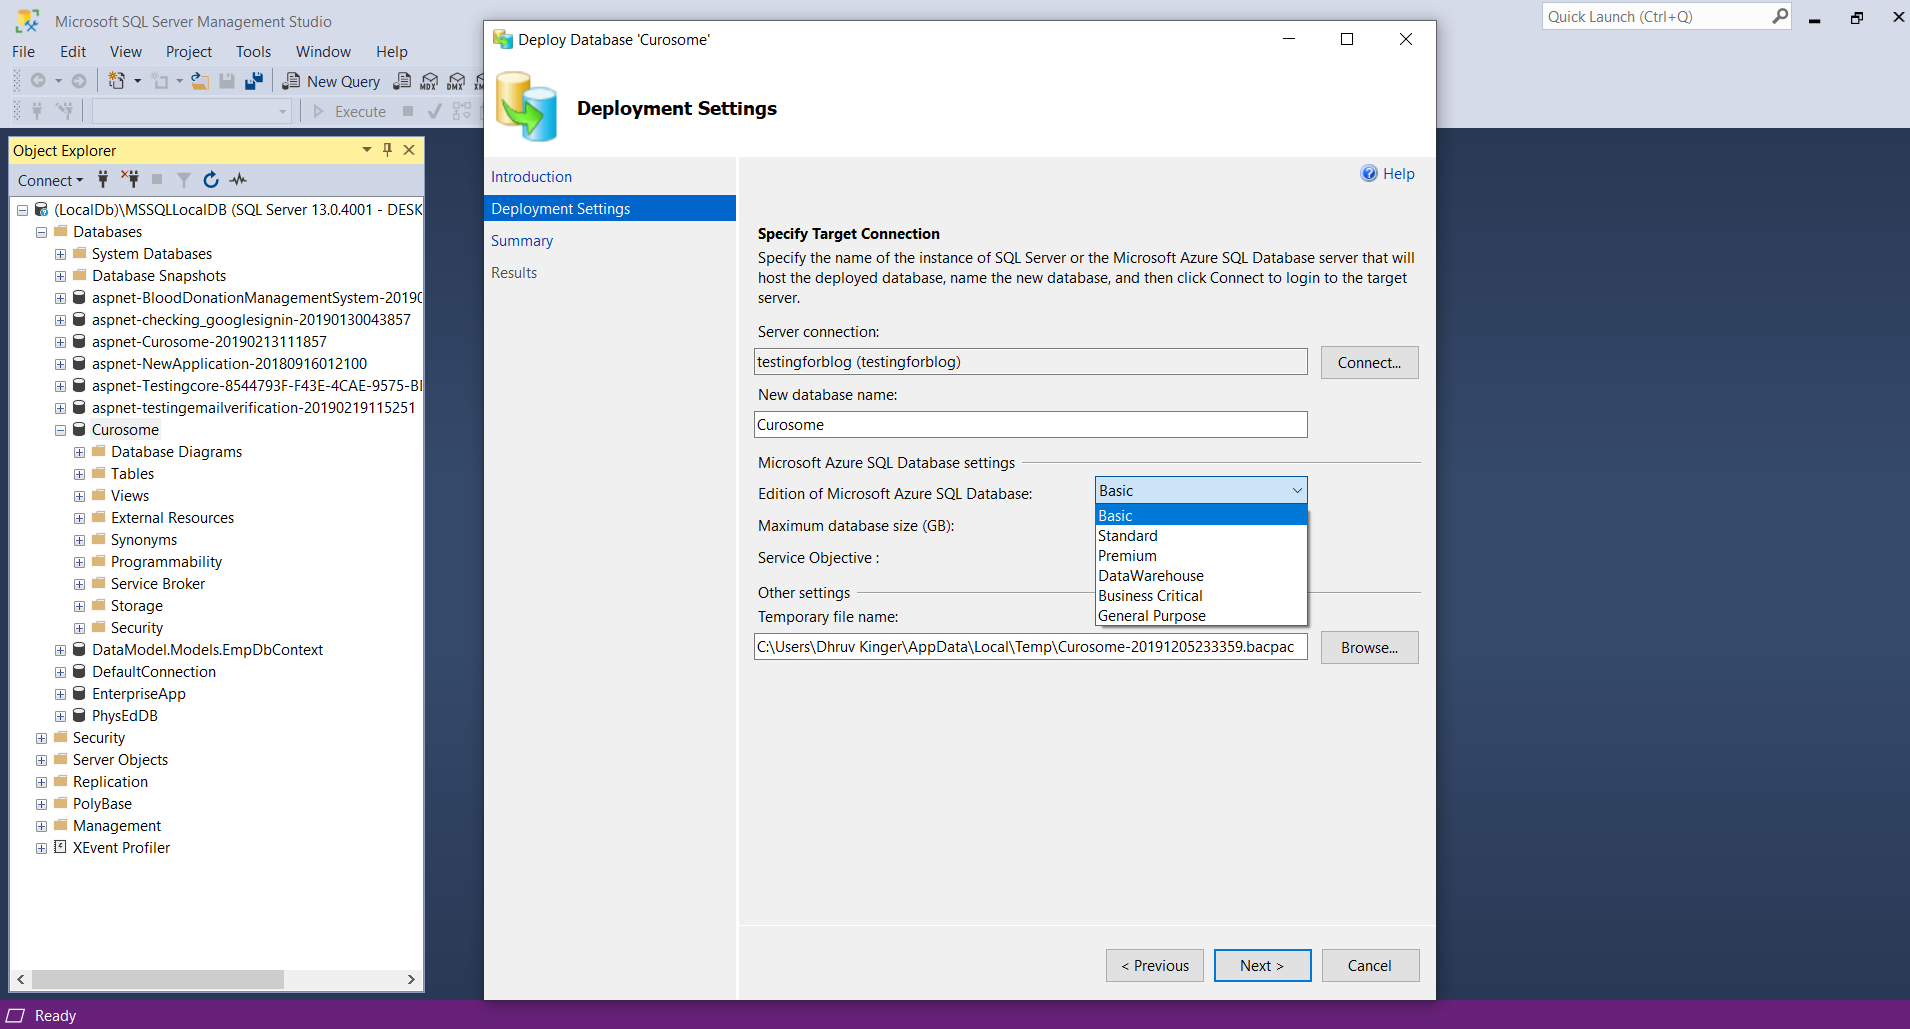 Microsoft SQL Server Management Studio
Quick Launch (Ctrl+Q)
File Edit View Project Tools Window Help
New Query
MDX DMX
Execute
Object Explorer
Connect
(LocalDb)\MSSQLLocalDB (SQL Server 13.0.4001 - DESK
Databases
System Databases
Database Snapshots
aspnet-BloodDonationManagementSystem-2019
aspnet-checking_googlesignin-20190130043857
aspnet-Curosome-20190213111857
aspnet-NewApplication-20180916012100
aspnet-Testingcore-8544793F-F43E-4CAE-9575-
aspnet-testingemailverification-20190219115251
Curosome
Database Diagrams
Tables
Views
External Resources
Synonyms
Programmability
Service Broker
Storage
Security
DataModel.Models.EmpDbContext
DefaultConnection
EnterpriseApp
PhysEdDB
Security
Server Objects
Replication
PolyBase
Management
XEvent Profiler
Ready
Deploy Database 'Curosome'
Deployment Settings
Introduction
Deployment Settings
Summary
Results
Help
Specify Target Connection
Specify the name of the instance of SQL Server or the Microsoft Azure SQL Database server that will
host the deployed database, name the new database, and then click Connect to login to the target
server.
Server connection:
testingforblog (testingforblog)
Connect...
New database name:
Curosome
Microsoft Azure SQL Database settings
Edition of Microsoft Azure SQL Database:
Basic
Basic
Standard
Premium
DataWarehouse
Business Critical
General Purpose
Maximum database size (GB):
Service Objective :
Other settings
Temporary file name:
C:\Users\Dhruv Kinger\AppData\Local\Temp\Curosome-20191205233359.bacpac
Browse...
< Previous
Next >
Cancel